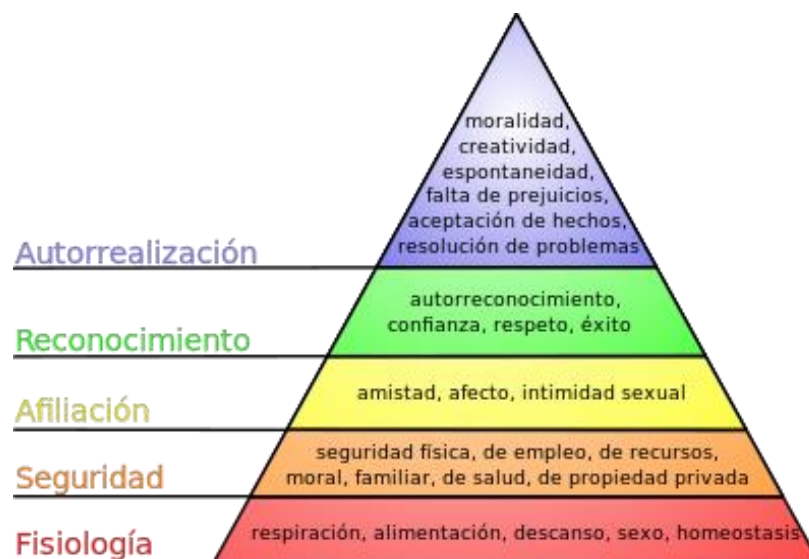 moralidad,
creatividad,
espontaneidad,
falta de prejuicios,
aceptación de hechos,
resolución de problemas
Autorrealización
autorreconocimiento,
confianza, respeto, éxito
Reconocimiento
amistad, afecto, intimidad sexual
Afiliación
seguridad física, de empleo, de recursos,
moral, familiar, de salud, de propiedad privada
Seguridad
respiración, alimentación, descanso, sexo, homeostasis
Fisiología